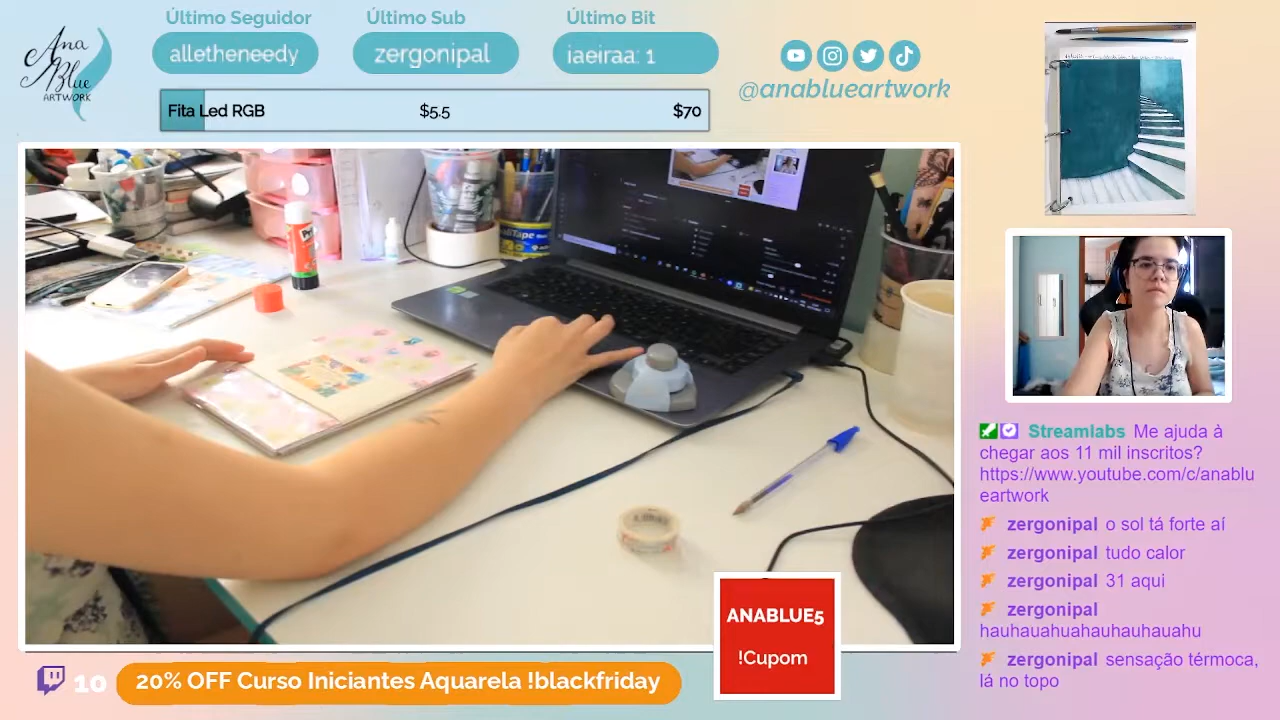 Ana
Blue
ARTWORK
Último Seguidor
alletheneedy
Último Sub
zergonipal
Último Bit
iaeiraa: 1
Fita Led RGB
$5.5
$70
@anablueartwork
Prit
Streamlabs Me ajuda à
chegar aos 11 mil inscritos?
https://www.youtube.com/c/anablu
eartwork
zergonipal o sol tá forte aí
zergonipal tudo calor
zergonipal 31 aqui
zergonipal
hauhauahuahauhauhauahu
zergonipal sensação térmoca,
lá no topo
ANABLUE5
!Cupom
10
20% OFF Curso Iniciantes Aquarela !blackfriday